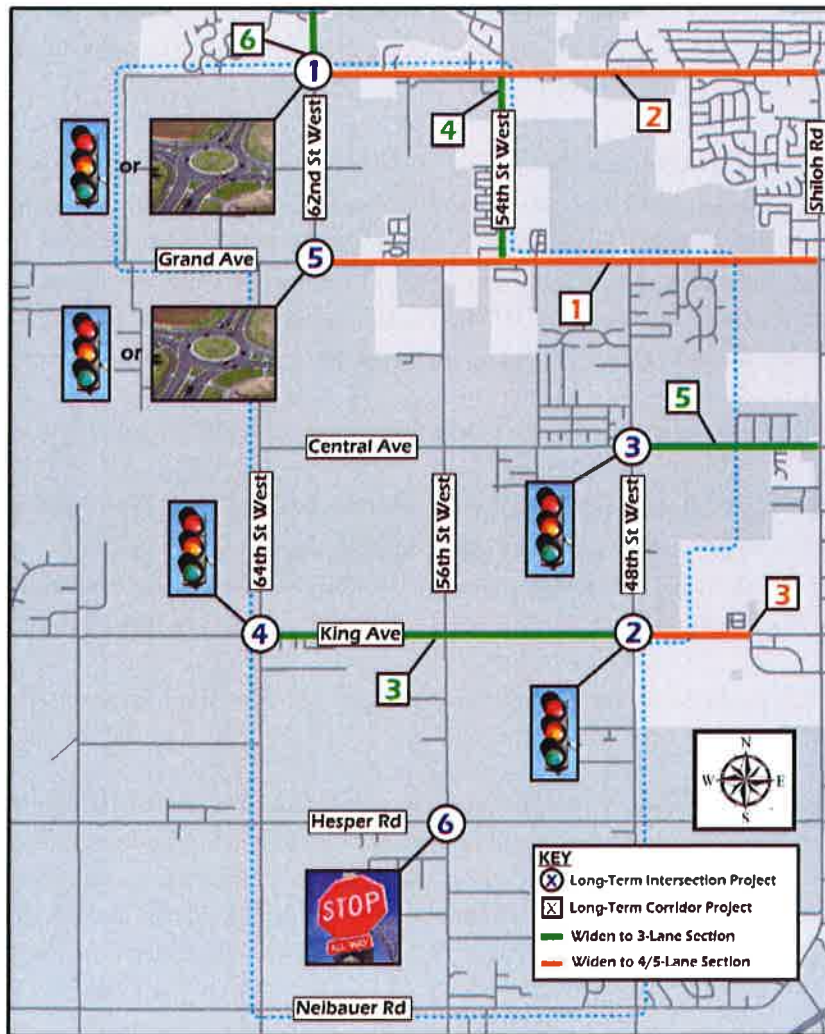 6
1
2
4
62nd St West
54th St West
Shiloh Rd
or
Grand Ave
5
1
or
5
Central Ave
3
64th St West
56th St West
48th St West
3
4
King Ave
2
3
N
W
E
S
Hesper Rd
6
STOP
ALL WAY
KEY
X Long-Term Intersection Project
X Long-Term Corridor Project
Widen to 3-Lane Section
Widen to 4/5-Lane Section
Neibauer Rd